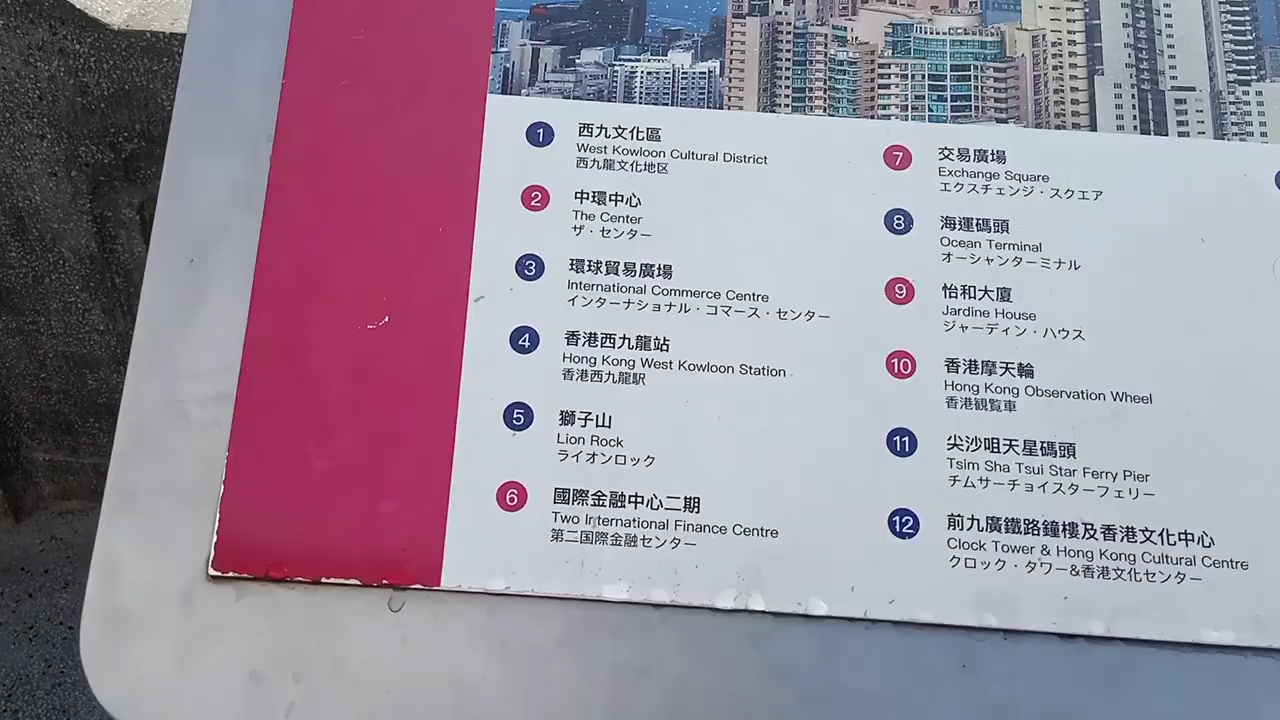 1
西九文化區
West Kowloon Cultural District
西九龍文化地区
2
中環中心
The Center
ザ・センター
3
環球貿易廣場
International Commerce Centre
インターナショナル・コマース・センター
4
香港西九龍站
Hong Kong West Kowloon Station
香港西九龍駅
5
獅子山
Lion Rock
ライオンロック
6
國際金融中心二期
Two International Finance Centre
第二国際金融センター
7
交易廣場
Exchange Square
エクスチェンジ・スクエア
8
海運碼頭
Ocean Terminal
オーシャンターミナル
9
怡和大廈
Jardine House
ジャーディン・ハウス
10
香港摩天輪
Hong Kong Observation Wheel
香港観覧車
11
尖沙咀天星碼頭
Tsim Sha Tsui Star Ferry Pier
チムサーチョイスターフェリー
12
前九廣鐵路鐘樓及香港文化中心
Clock Tower & Hong Kong Cultural Centre
クロック・タワー&香港文化センター